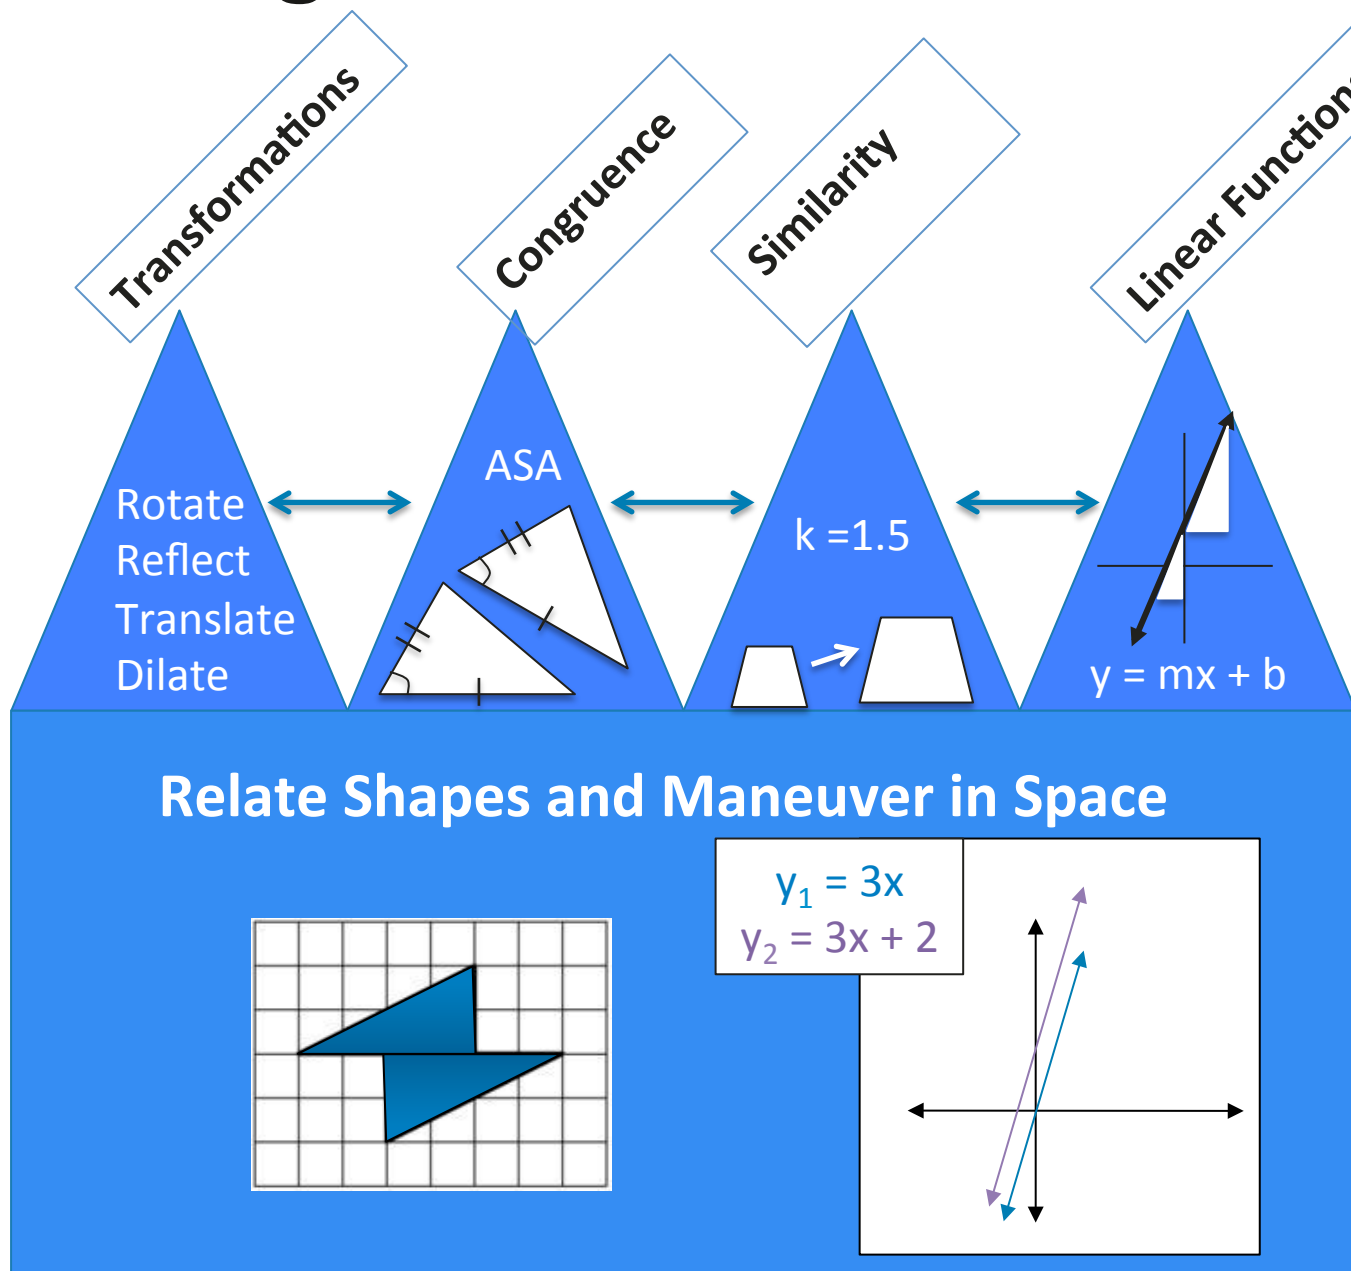 Transformations
Congruence
Similarity
Linear Functions
Rotate
Reflect
Translate
Dilate
ASA
k =1.5
y = mx + b
Relate Shapes and Maneuver in Space
y₁ = 3x
y₂ = 3x + 2